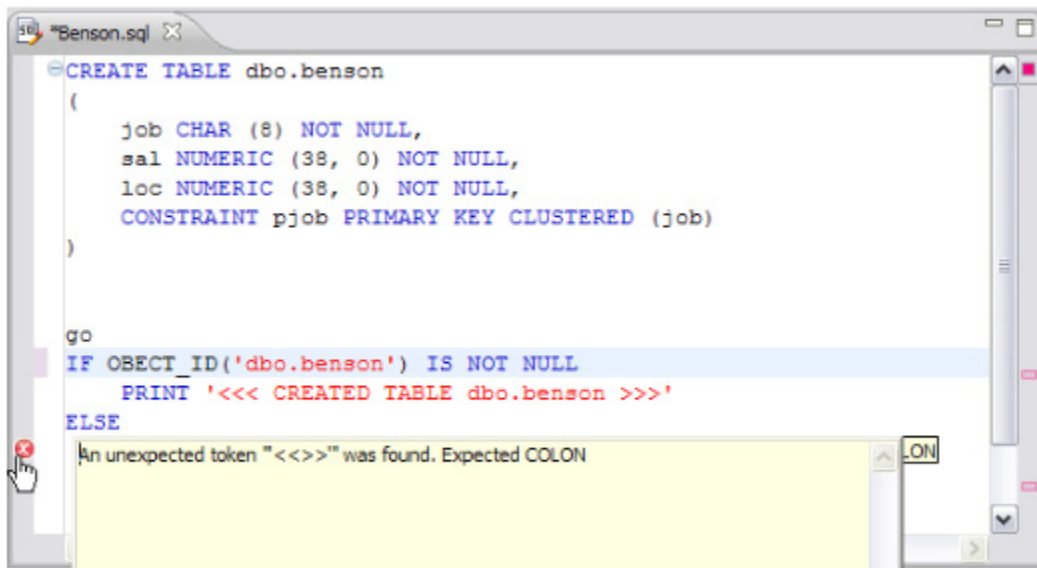 *Benson.sql
CREATE TABLE dbo.benson
(
job CHAR (8) NOT NULL,
sal NUMERIC (38, 0) NOT NULL,
loc NUMERIC (38, 0) NOT NULL,
CONSTRAINT pjob PRIMARY KEY CLUSTERED (job)
)
go
IF OBECT_ID('dbo.benson') IS NOT NULL
PRINT '<<< CREATED TABLE dbo.benson >>>'
ELSE
An unexpected token "'<<>>'" was found. Expected COLON
LON